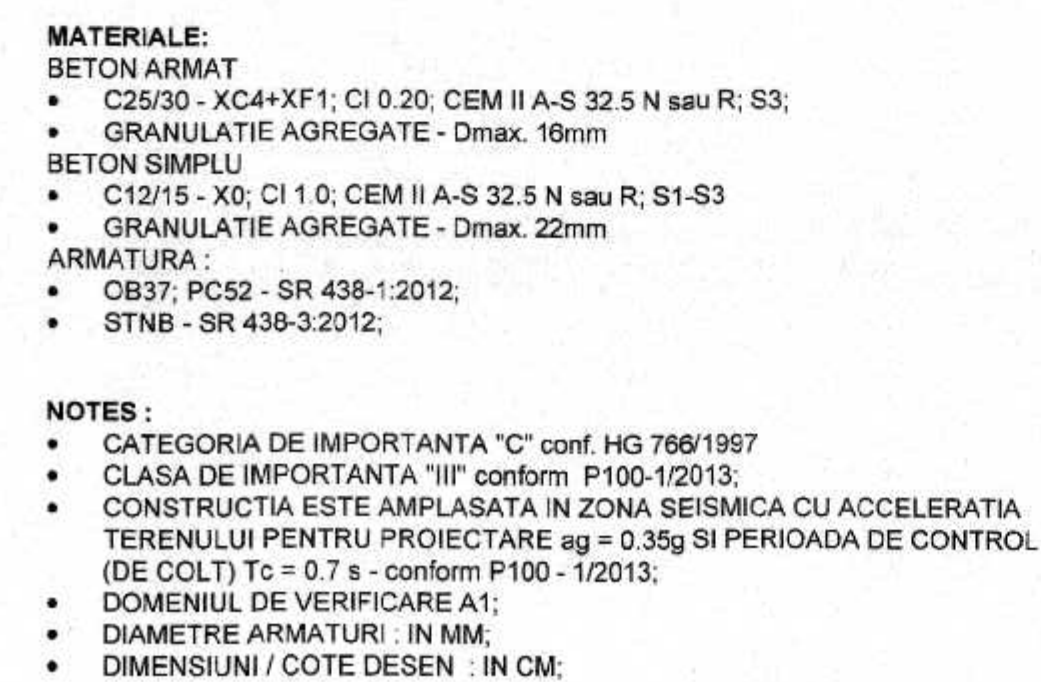 MATERIALE:
BETON ARMAT
• C25/30 - XC4+XF1; Cl 0.20; CEM II A-S 32.5 N sau R; S3;
• GRANULATIE AGREGATE - Dmax. 16mm
BETON SIMPLU
• C12/15 - X0; Cl 1.0; CEM II A-S 32.5 N sau R; S1-S3
• GRANULATIE AGREGATE - Dmax. 22mm
ARMATURA :
• OB37; PC52 - SR 438-1:2012;
• STNB - SR 438-3:2012;
NOTES :
• CATEGORIA DE IMPORTANTA "C" conf. HG 766/1997
• CLASA DE IMPORTANTA "III" conform P100-1/2013;
• CONSTRUCTIA ESTE AMPLASATA IN ZONA SEISMICA CU ACCELERATIA
TERENULUI PENTRU PROIECTARE ag = 0.35g SI PERIOADA DE CONTROL
(DE COLT) Tc = 0.7 s - conform P100 - 1/2013;
• DOMENIUL DE VERIFICARE A1;
• DIAMETRE ARMATURI : IN MM;
• DIMENSIUNI / COTE DESEN : IN CM;